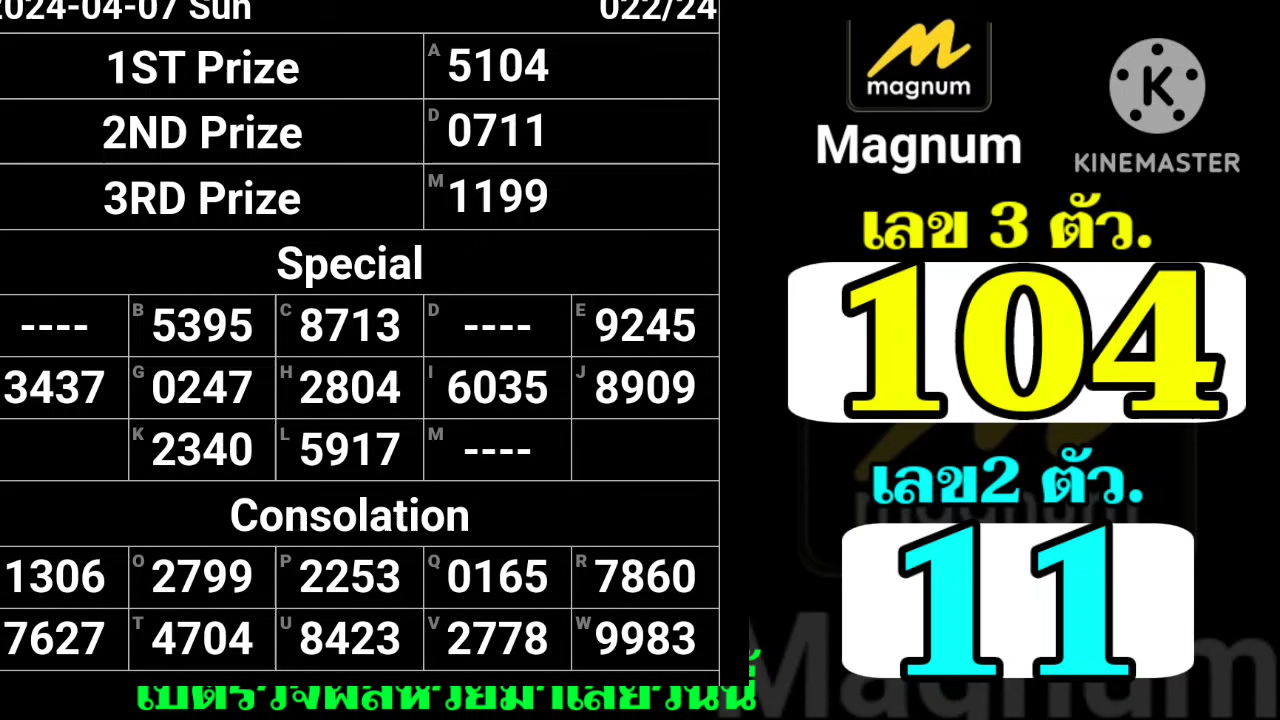 2024-04-07 Sun 022/24
1ST Prize A 5104
2ND Prize D 0711
3RD Prize M 1199
Special
---- B 5395 C 8713 D ---- E 9245
3437 G 0247 H 2804 I 6035 J 8909
K 2340 L 5917 M ----
Consolation
1306 O 2799 P 2253 Q 0165 R 7860
7627 T 4704 U 8423 V 2778 W 9983
magnum
Magnum
KINEMASTER
เลข 3 ตัว.
104
เลข2 ตัว.
11
magnum
Magnum